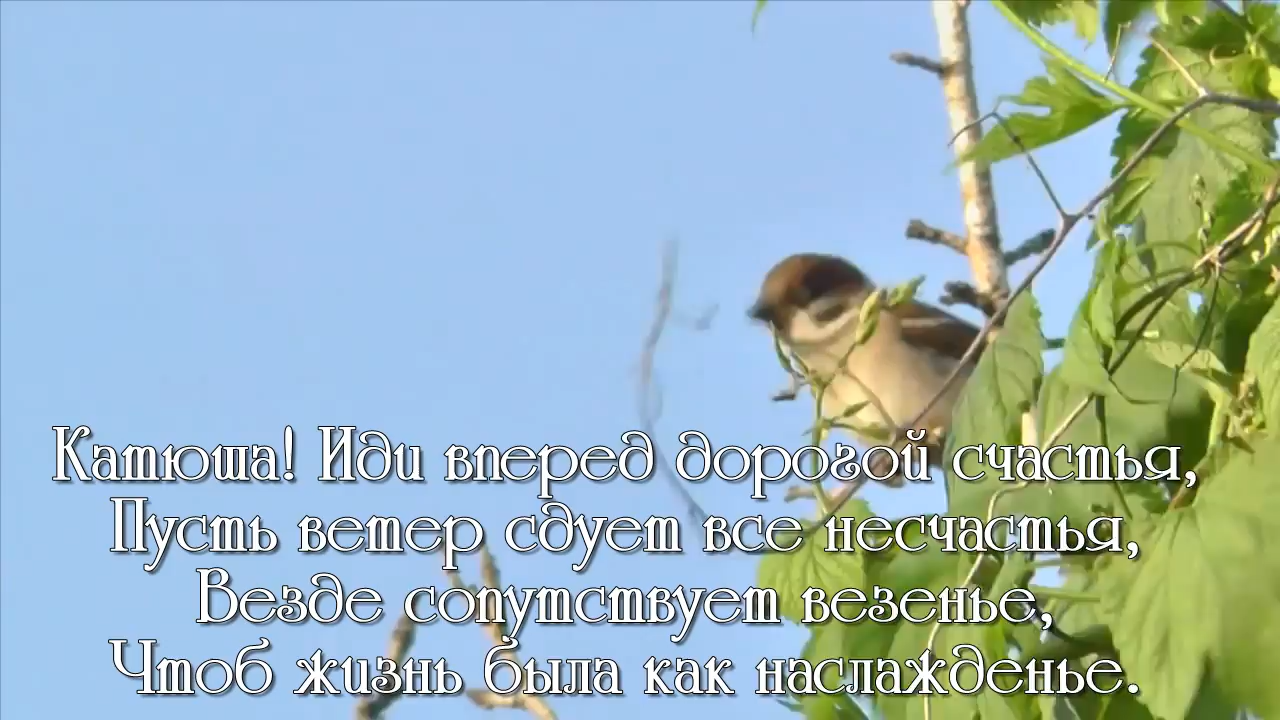 Катюша! Иди вперед дорогой счастья,
Пусть ветер сдует все несчастья,
Везде сопутствует везенье,
Чтоб жизнь была как наслажденье.